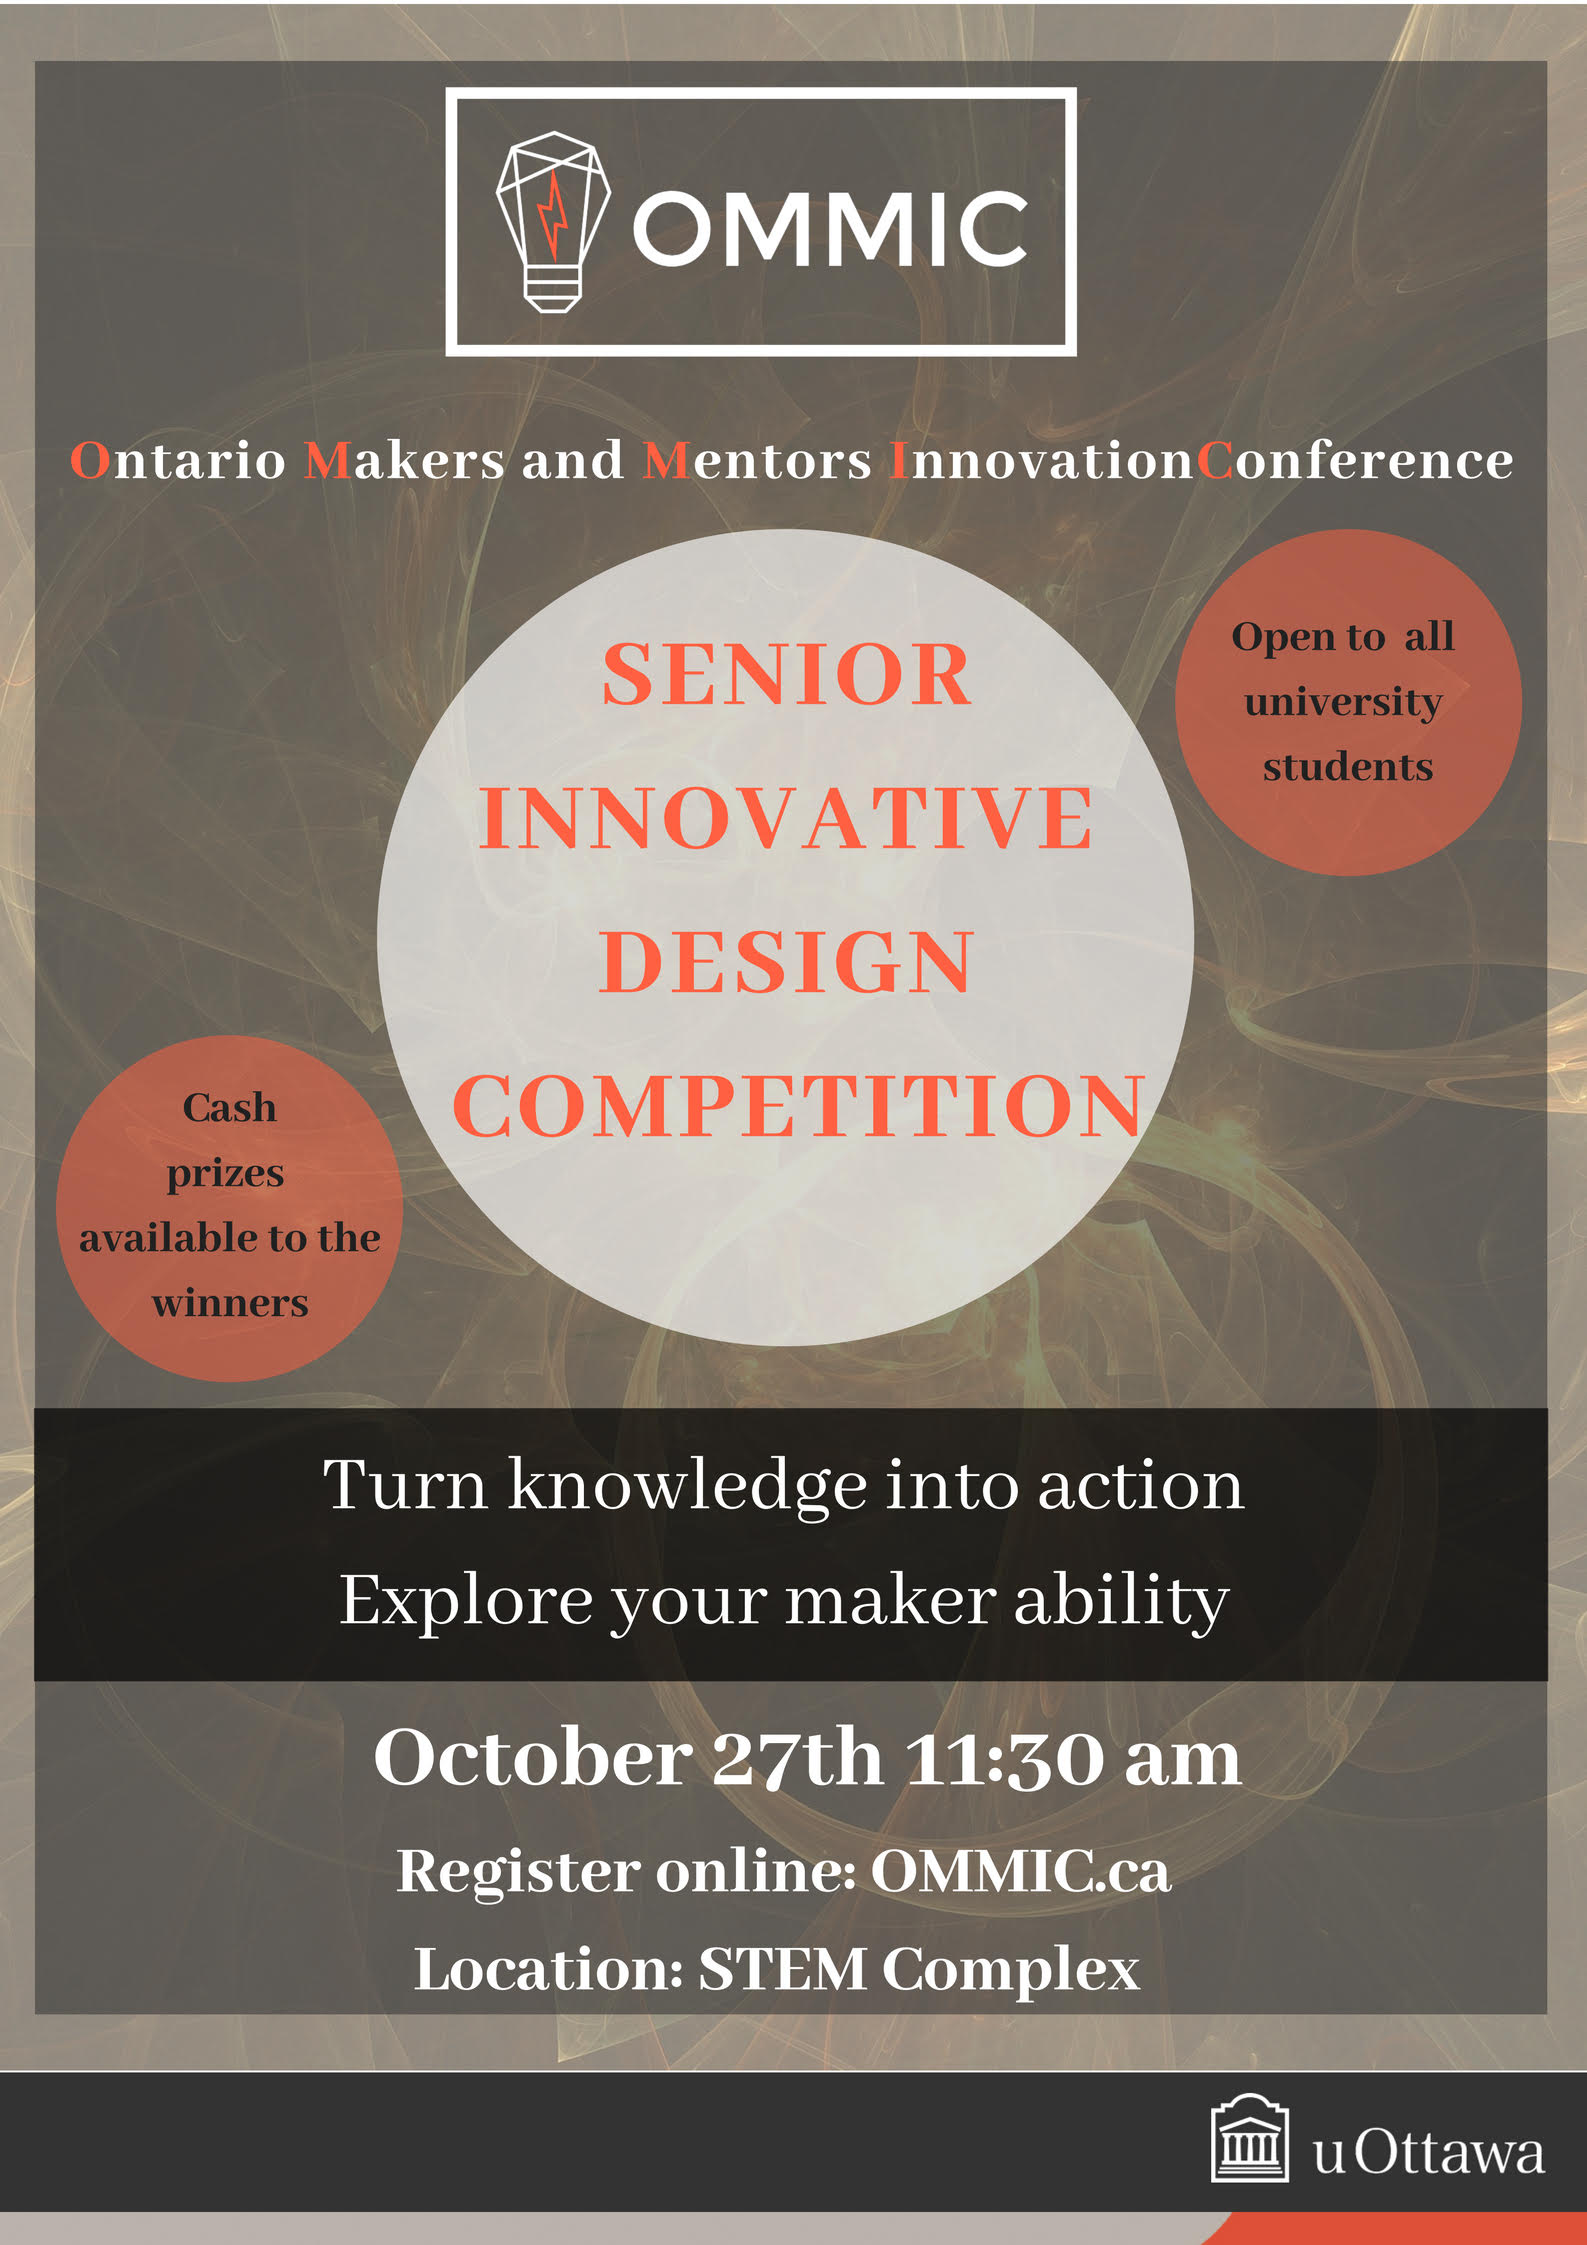 OMMIC
Ontario Makers and Mentors InnovationConference
SENIOR
INNOVATIVE
DESIGN
COMPETITION
Open to all
university
students
Cash
prizes
available to the
winners
Turn knowledge into action
Explore your maker ability
October 27th 11:30 am
Register online: OMMIC.ca
Location: STEM Complex
uOttawa